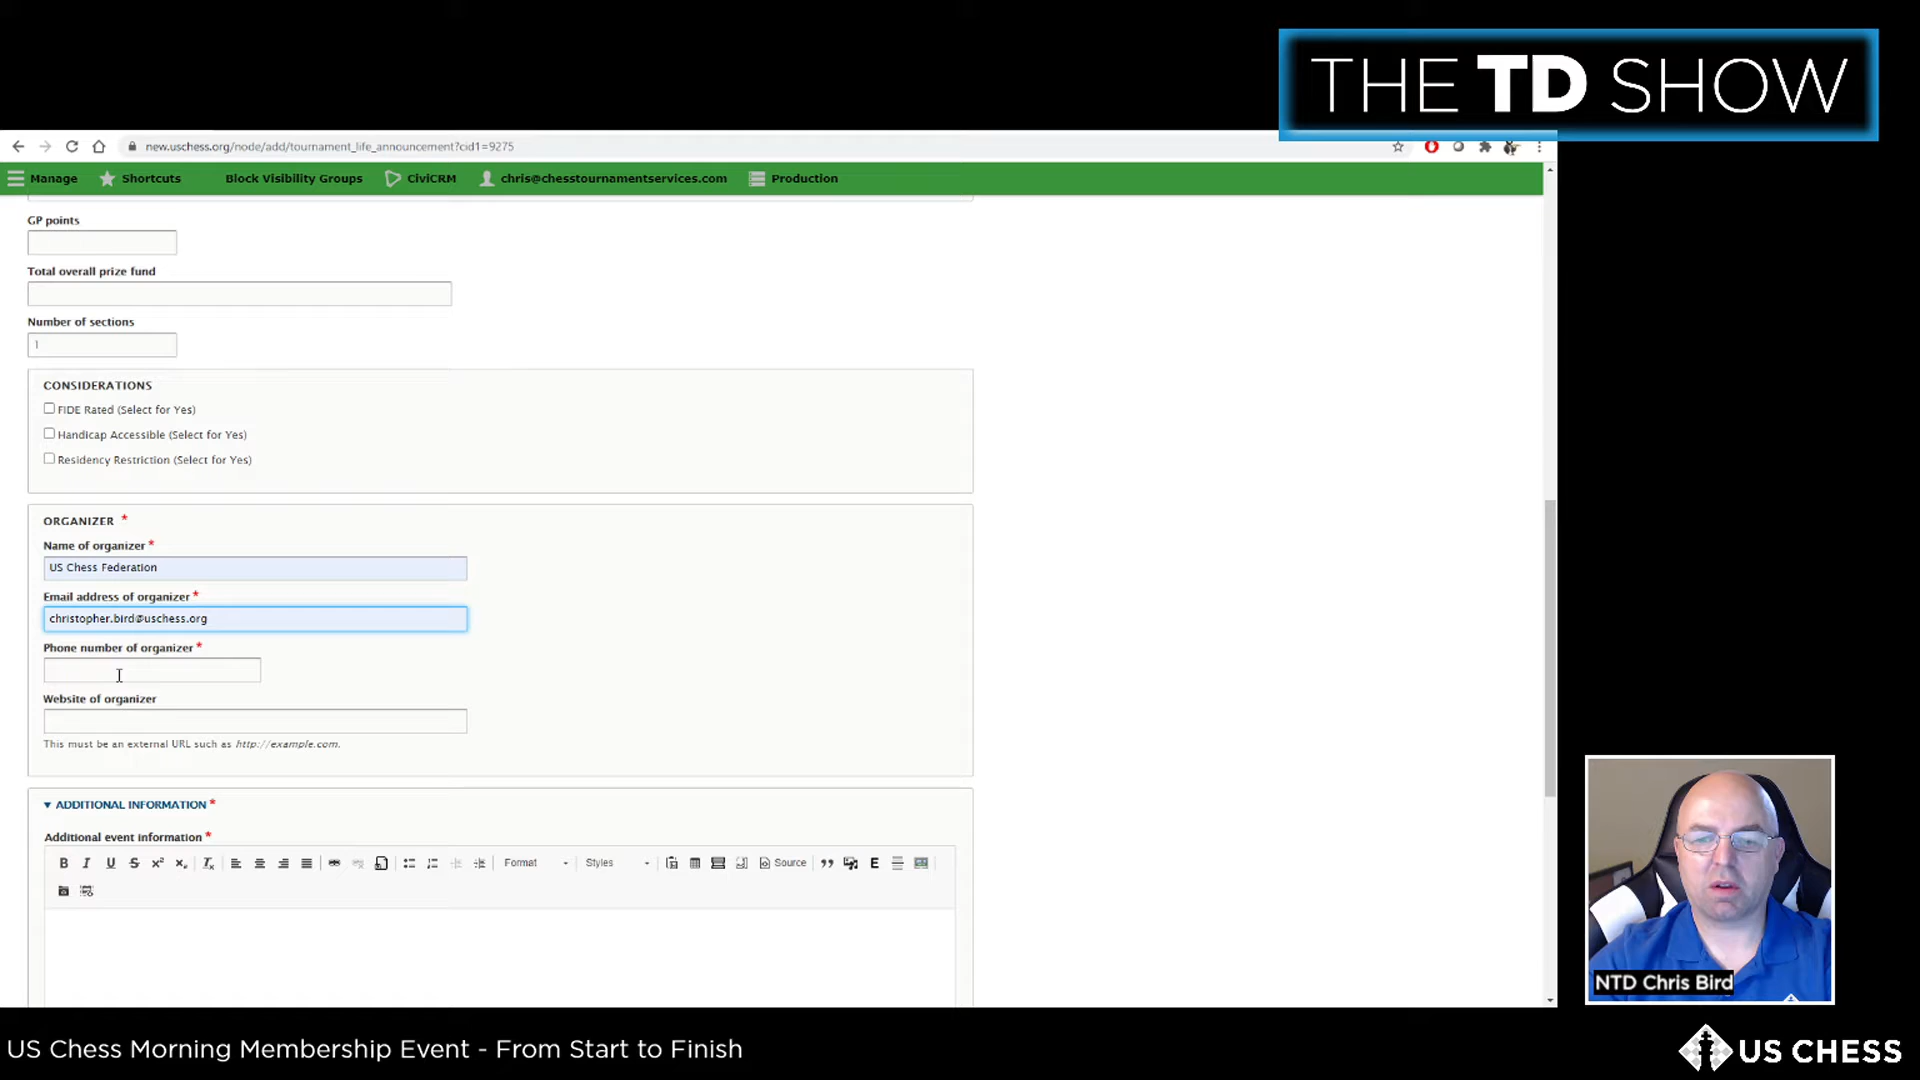 THE TD SHOW
new.uschess.org/node/add/tournament_life_announcement?cid1=9275
Manage Shortcuts Block Visibility Groups CiviCRM chris@chesstournamentservices.com Production
GP points
Total overall prize fund
Number of sections
1
CONSIDERATIONS
FIDE Rated (Select for Yes)
Handicap Accessible (Select for Yes)
Residency Restriction (Select for Yes)
ORGANIZER *
Name of organizer *
US Chess Federation
Email address of organizer *
christopher.bird@uschess.org
Phone number of organizer *
Website of organizer
This must be an external URL such as http://example.com.
ADDITIONAL INFORMATION *
Additional event information *
Format Styles Source
NTD Chris Bird
US Chess Morning Membership Event - From Start to Finish
US CHESS